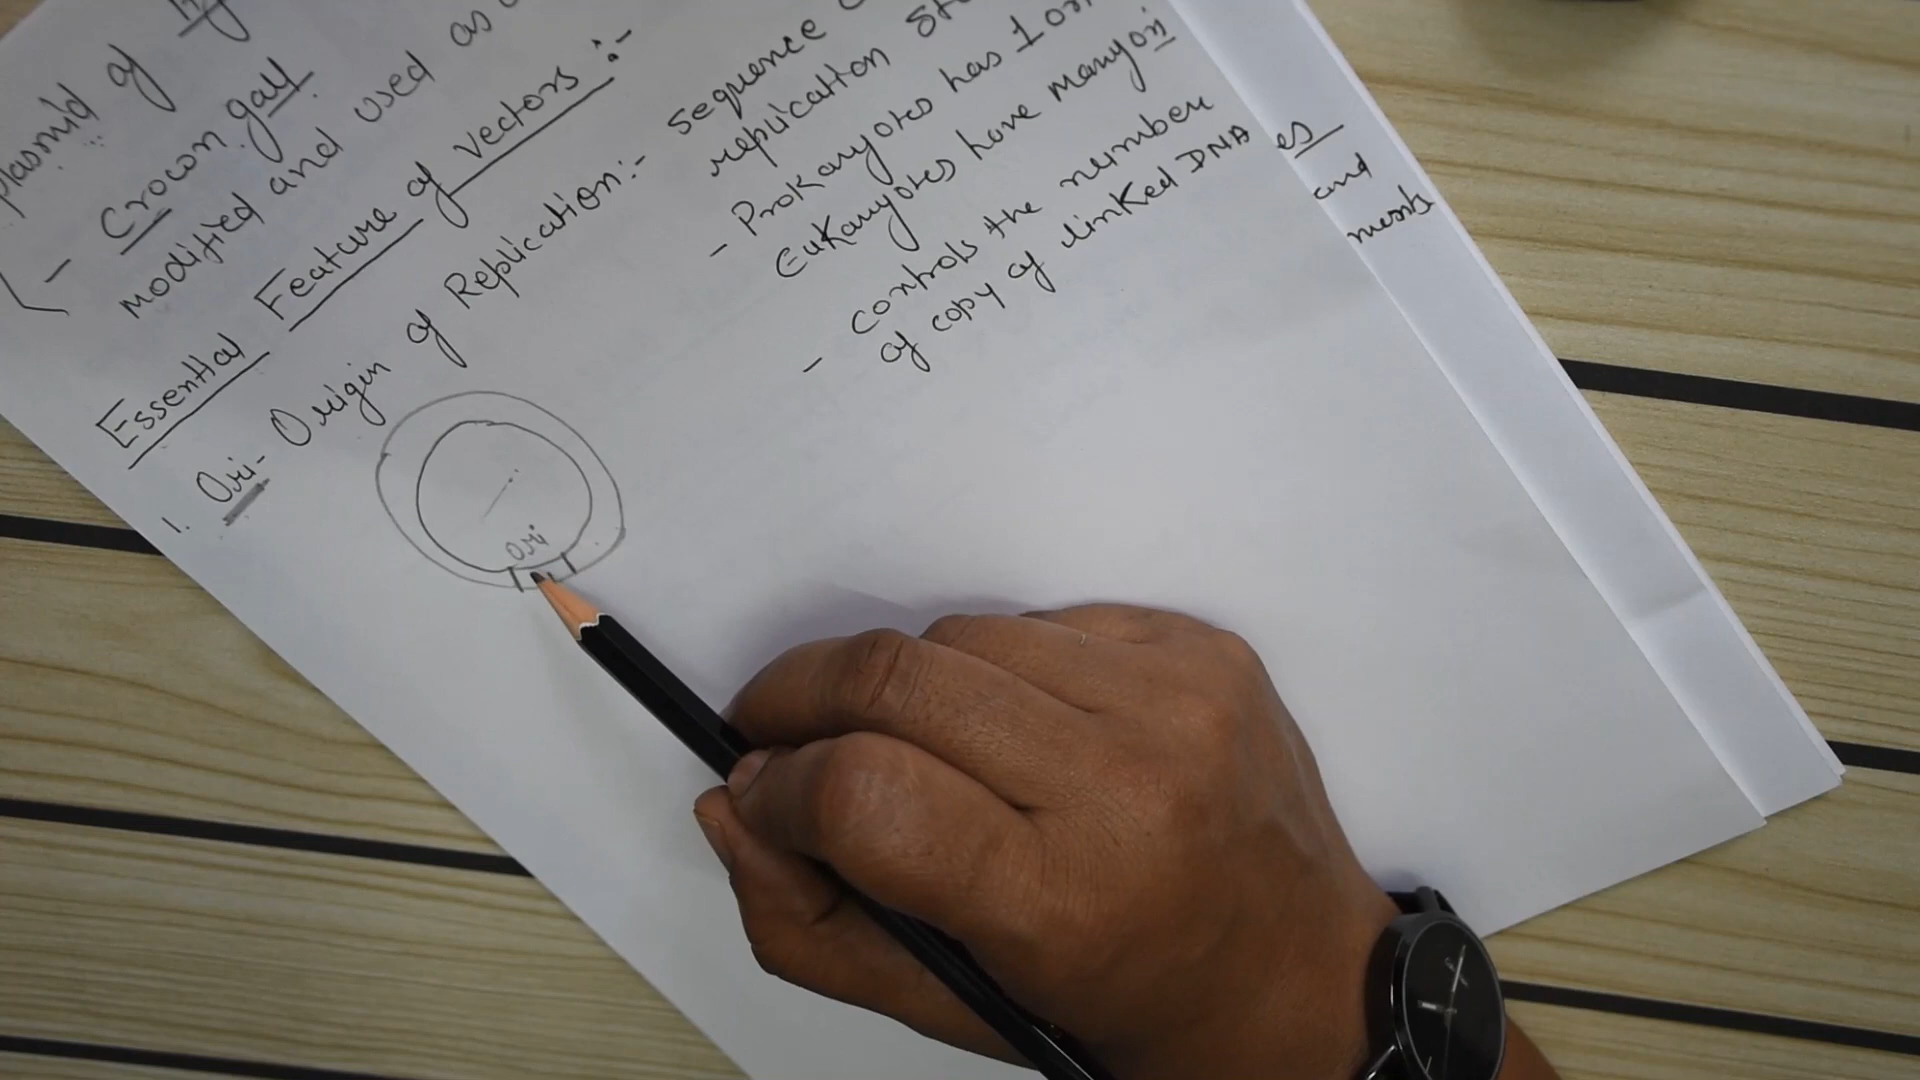 plasmid of
- Crown gall
modified and used as
Essential Feature of vectors :-
1. Ori- Origin of Replication:- sequence
replication
- Prokaryotes has 1 ori
Eukaryotes have many ori
- controls the number
of copy of linked DNA
ori
es
and